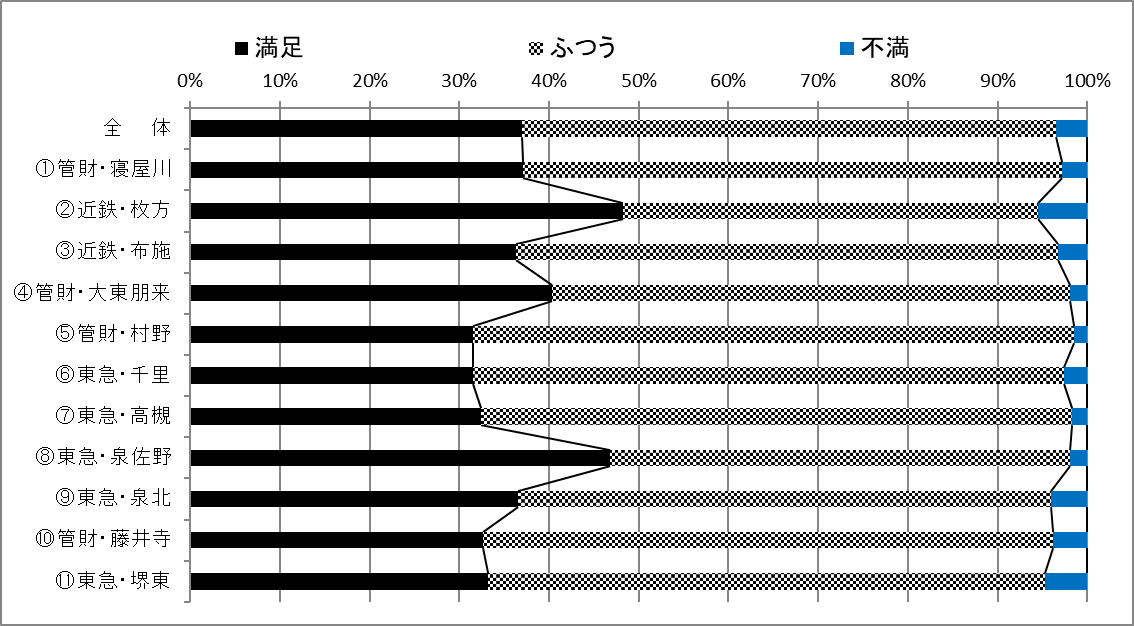 満足 ふつう 不満
0% 10% 20% 30% 40% 50% 60% 70% 80% 90% 100%
全 体
①管財・寝屋川
②近鉄・枚方
③近鉄・布施
④管財・大東朋来
⑤管財・村野
⑥東急・千里
⑦東急・高槻
⑧東急・泉佐野
⑨東急・泉北
⑩管財・藤井寺
⑪東急・堺東